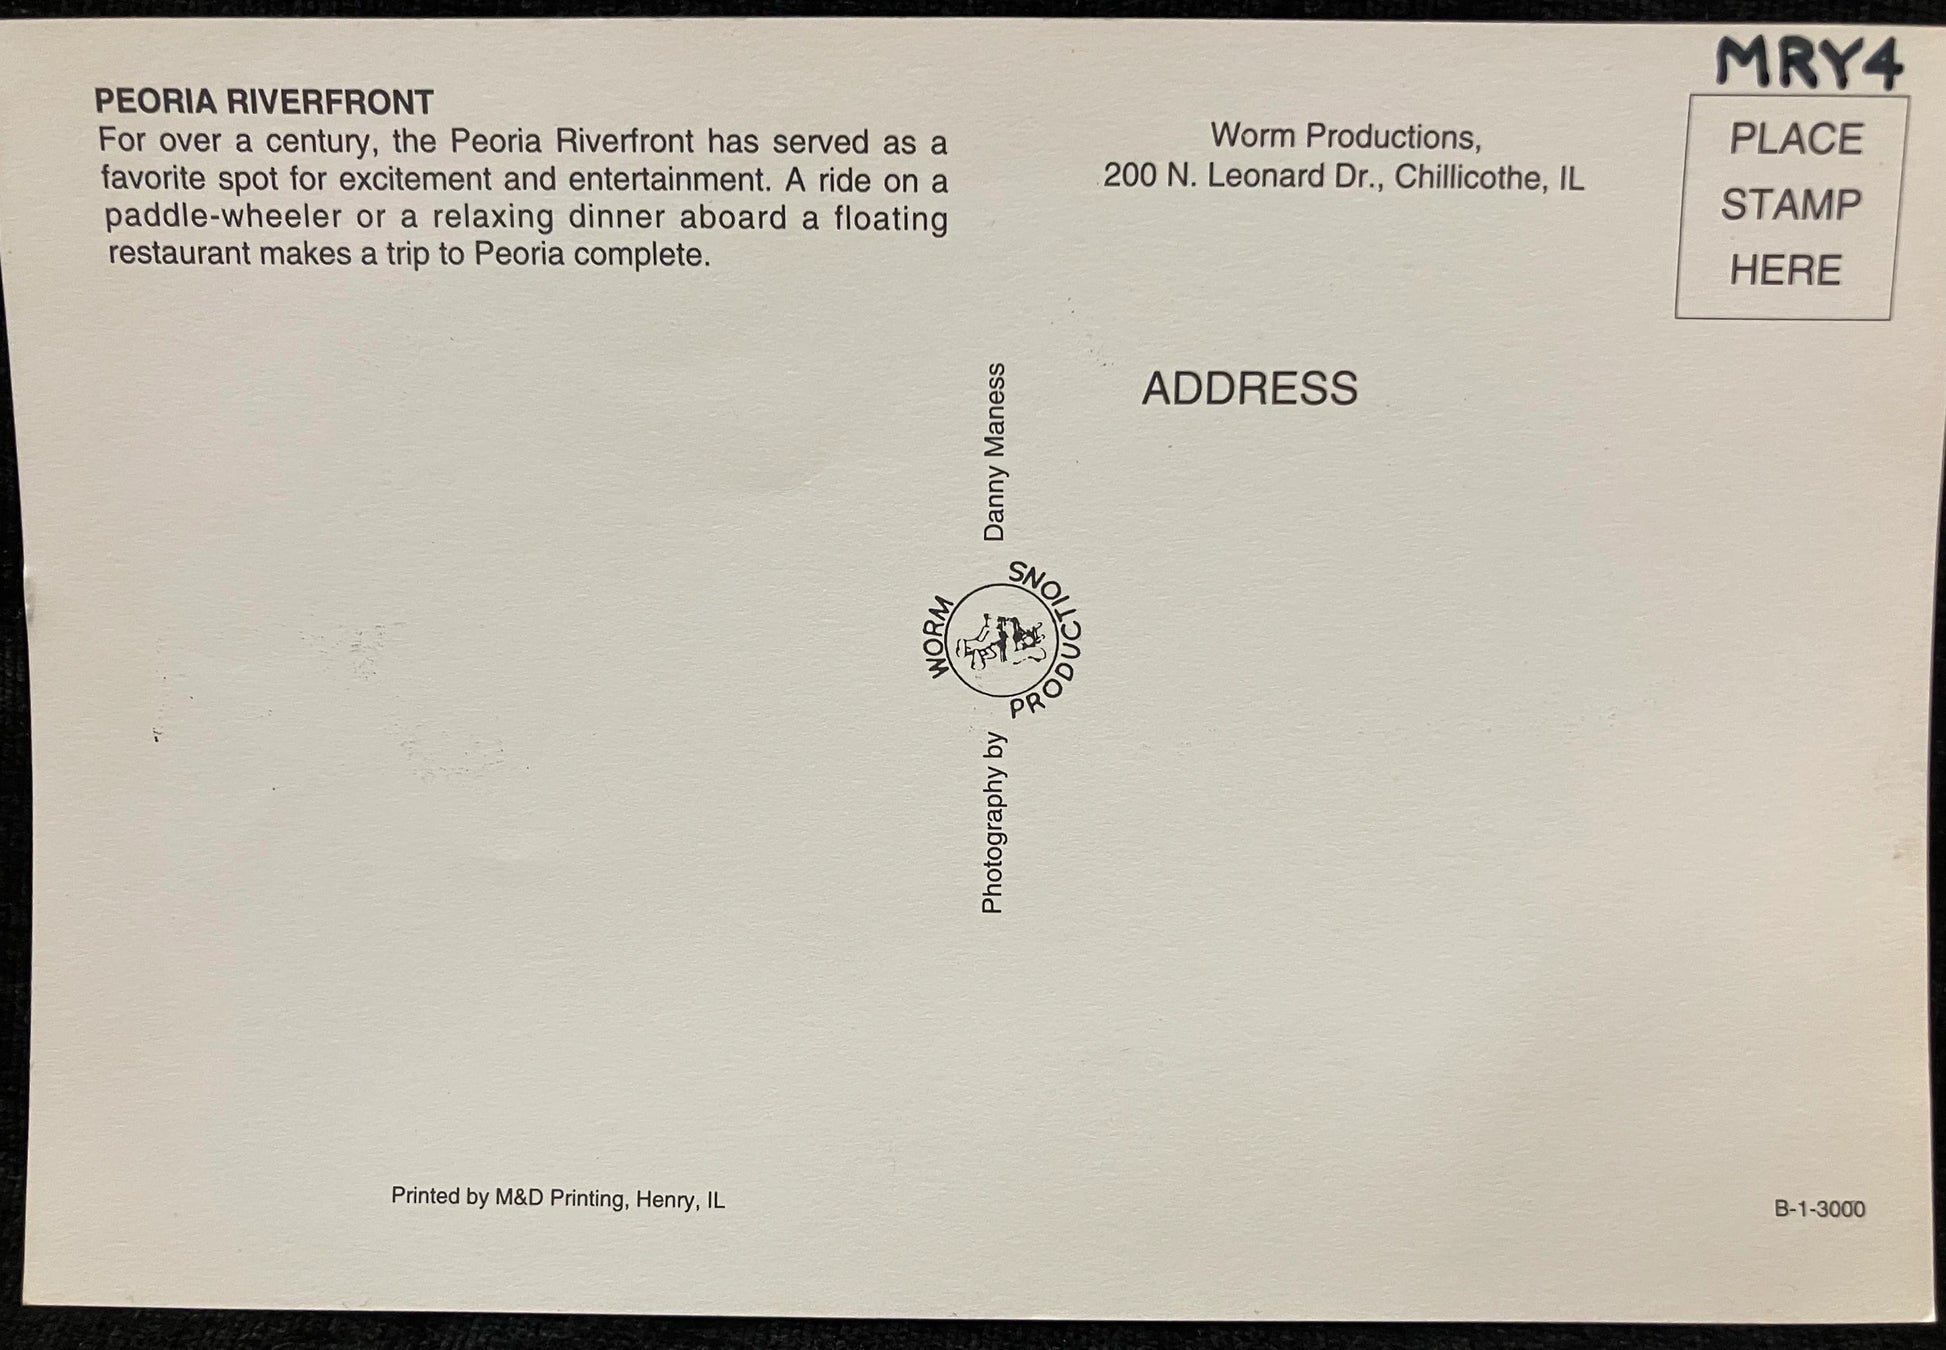 PEORIA RIVERFRONT
For over a century, the Peoria Riverfront has served as a
favorite spot for excitement and entertainment. A ride on a
paddle-wheeler or a relaxing dinner aboard a floating
restaurant makes a trip to Peoria complete.
Worm Productions,
200 N. Leonard Dr., Chillicothe, IL
MRY4
PLACE
STAMP
HERE
ADDRESS
Photography by
WORM
PRODUCTIONS
Danny Maness
Printed by M&D Printing, Henry, IL
B-1-3000